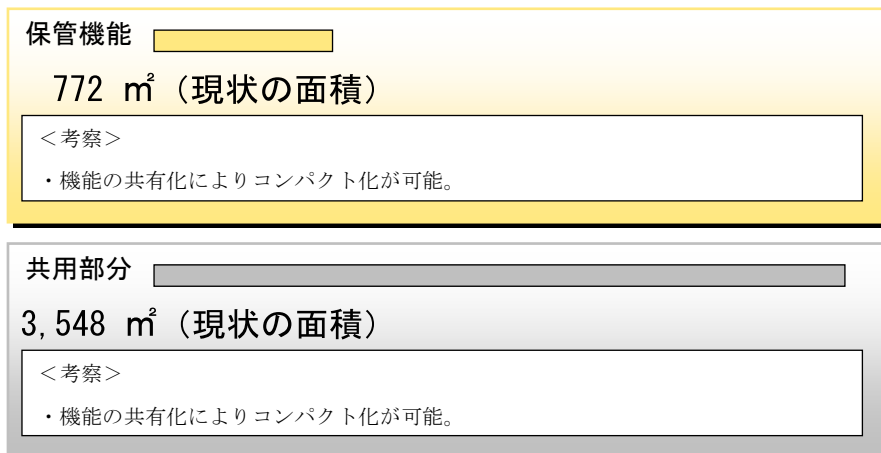 保管機能
772 ㎡（現状の面積）
＜考察＞
・機能の共有化によりコンパクト化が可能。
共用部分
3,548 ㎡（現状の面積）
＜考察＞
・機能の共有化によりコンパクト化が可能。